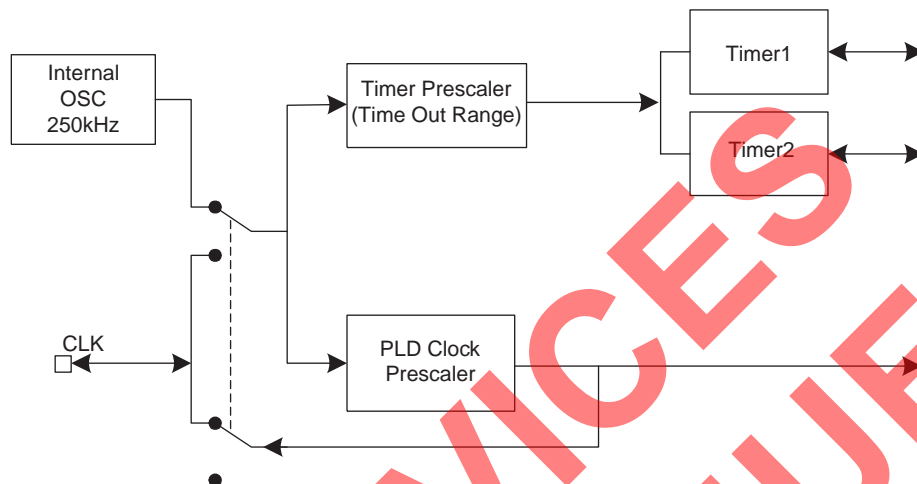 Internal
OSC
250kHz
Timer Prescaler
(Time Out Range)
Timer1
Timer2
CLK
PLD Clock
Prescaler